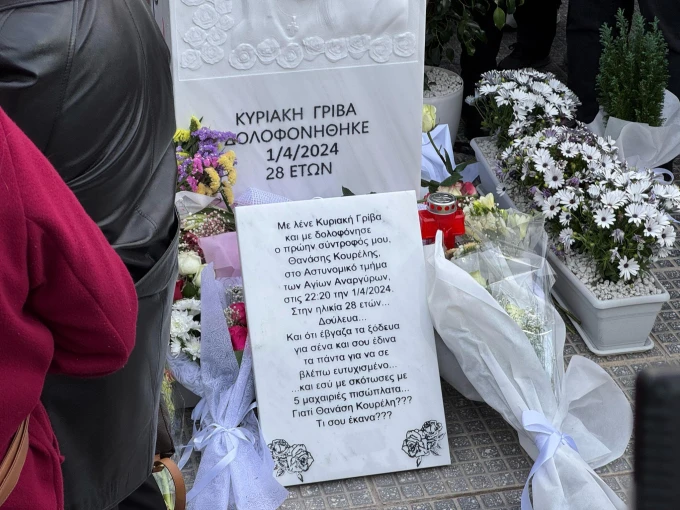 ΚΥΡΙΑΚΗ ΓΡΙΒΑ
ΔΟΛΟΦΟΝΗΘΗΚΕ
1/4/2024
28 ΕΤΩΝ
Με λένε Κυριακή Γρίβα
και με δολοφόνησε
ο πρώην σύντροφός μου,
Θανάσης Κουρέλης,
στο Αστυνομικό τμήμα
των Αγίων Αναργύρων,
στις 22:20 την 1/4/2024.
Στην ηλικία 28 ετών...
Δούλευα...
Και ότι έβγαζα τα ξόδευα
για σένα και σου έδινα
τα πάντα για να σε
βλέπω ευτυχισμένο...
...και εσύ με σκότωσες με
5 μαχαιριές πισώπλατα...
Γιατί Θανάση Κουρέλη???
Τι σου έκανα???